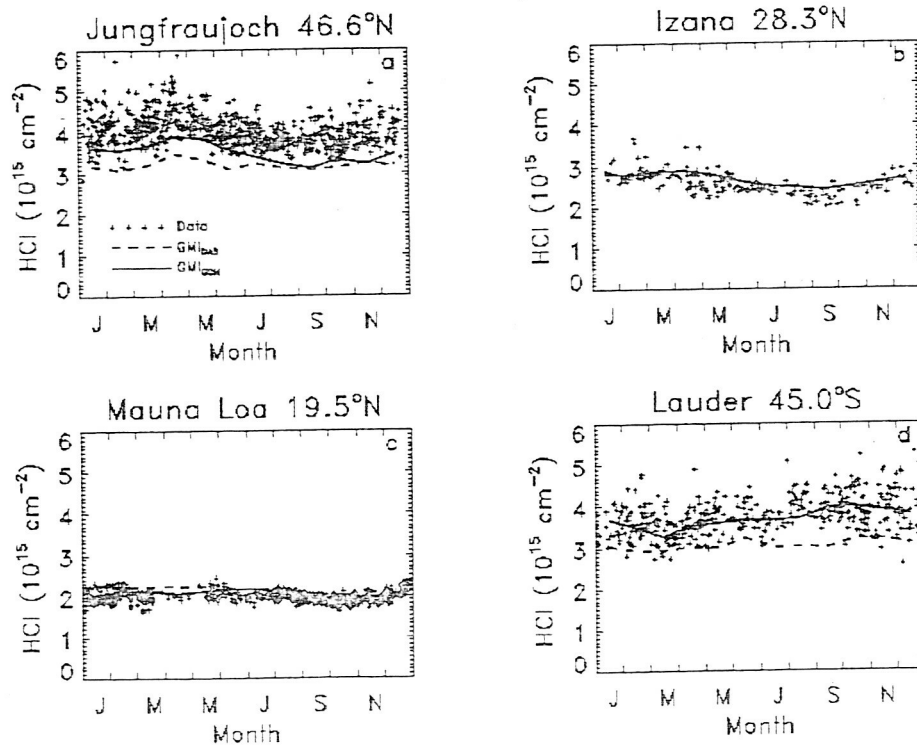 Jungfraujoch 46.6°N
a
6
5
4
3
2
1
0
HCl (10¹⁵ cm⁻²)
++++ Data
--- GMI
— GMI
J M M J S N
Month
Izana 28.3°N
b
6
5
4
3
2
1
0
HCl (10¹⁵ cm⁻²)
J M M J S N
Month
Mauna Loa 19.5°N
c
6
5
4
3
2
1
0
HCl (10¹⁵ cm⁻²)
J M M J S N
Month
Lauder 45.0°S
d
6
5
4
3
2
1
0
HCl (10¹⁵ cm⁻²)
J M M J S N
Month